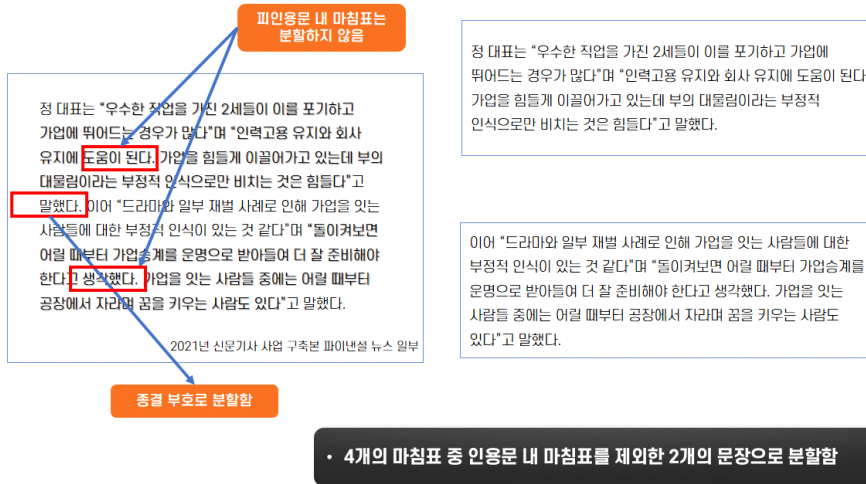 피인용문 내 마침표는
분할하지 않음
정 대표는 “우수한 직업을 가진 2세들이 이를 포기하고
가업에 뛰어드는 경우가 많다”며 “인력고용 유지와 회사
유지에 도움이 된다. 가업을 힘들게 이끌어가고 있는데 부의
대물림이라는 부정적 인식으로만 비치는 것은 힘들다”고
말했다. 이어 “드라마와 일부 재벌 사례로 인해 가업을 잇는
사람들에 대한 부정적 인식이 있는 것 같다”며 “돌이켜보면
어릴 때부터 가업승계를 운명으로 받아들여 더 잘 준비해야
한다고 생각했다. 가업을 잇는 사람들 중에는 어릴 때부터
공장에서 자라며 꿈을 키우는 사람도 있다”고 말했다.
2021년 신문기사 사업 구축본 파이낸셜 뉴스 일부
종결 부호로 분할함
정 대표는 “우수한 직업을 가진 2세들이 이를 포기하고 가업에
뛰어드는 경우가 많다”며 “인력고용 유지와 회사 유지에 도움이 된다.
가업을 힘들게 이끌어가고 있는데 부의 대물림이라는 부정적
인식으로만 비치는 것은 힘들다”고 말했다.
이어 “드라마와 일부 재벌 사례로 인해 가업을 잇는 사람들에 대한
부정적 인식이 있는 것 같다”며 “돌이켜보면 어릴 때부터 가업승계를
운명으로 받아들여 더 잘 준비해야 한다고 생각했다. 가업을 잇는
사람들 중에는 어릴 때부터 공장에서 자라며 꿈을 키우는 사람도
있다”고 말했다.
• 4개의 마침표 중 인용문 내 마침표를 제외한 2개의 문장으로 분할함